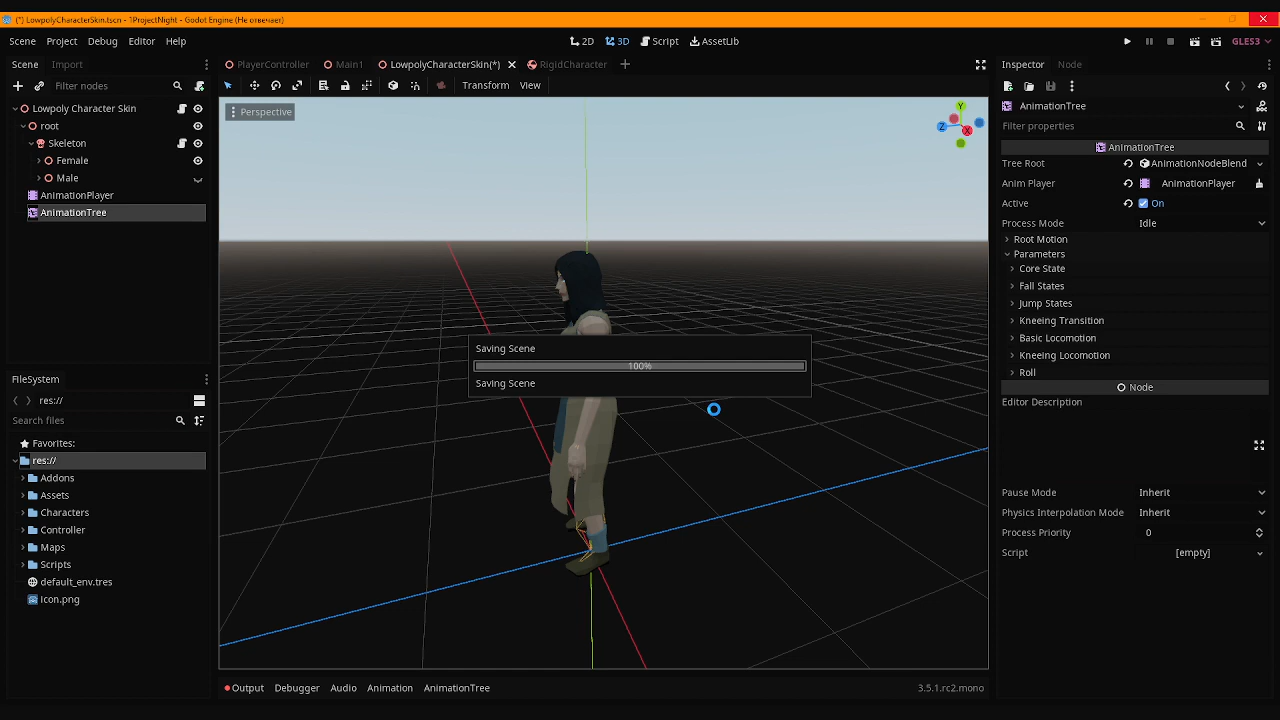 (*) LowpolyCharacterSkin.tscn - 1ProjectNight - Godot Engine (Не отвечает)
Scene Project Debug Editor Help
2D 3D Script AssetLib
GLES3
Scene Import
Filter nodes
Lowpoly Character Skin
root
Skeleton
Female
Male
AnimationPlayer
AnimationTree
FileSystem
res://
Search files
Favorites:
res://
Addons
Assets
Characters
Controller
Maps
Scripts
default_env.tres
icon.png
PlayerController Main1 LowpolyCharacterSkin(*) RigidCharacter
Transform View
Perspective
Y
Z
X
Saving Scene
100%
Saving Scene
Output Debugger Audio Animation AnimationTree
3.5.1.rc2.mono
Inspector Node
AnimationTree
Filter properties
AnimationTree
Tree Root AnimationNodeBlend
Anim Player AnimationPlayer
Active On
Process Mode Idle
Root Motion
Parameters
Core State
Fall States
Jump States
Kneeing Transition
Basic Locomotion
Kneeing Locomotion
Roll
Node
Editor Description
Pause Mode Inherit
Physics Interpolation Mode Inherit
Process Priority 0
Script [empty]